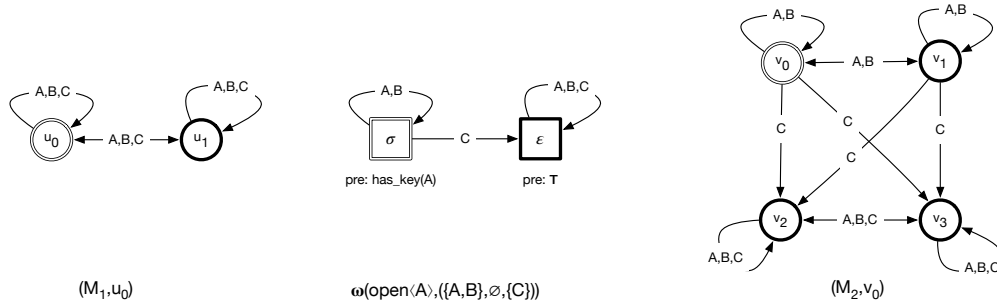 A,B,C
A,B,C
u0
A,B,C
u1
(M1,u0)
A,B
A,B,C
σ
C
ε
pre: has_key(A)
pre: T
ω(open⟨A⟩,({A,B},∅,{C}))
A,B
A,B
v0
A,B
v1
C
C
C
C
v2
A,B,C
v3
A,B,C
A,B,C
(M2,v0)